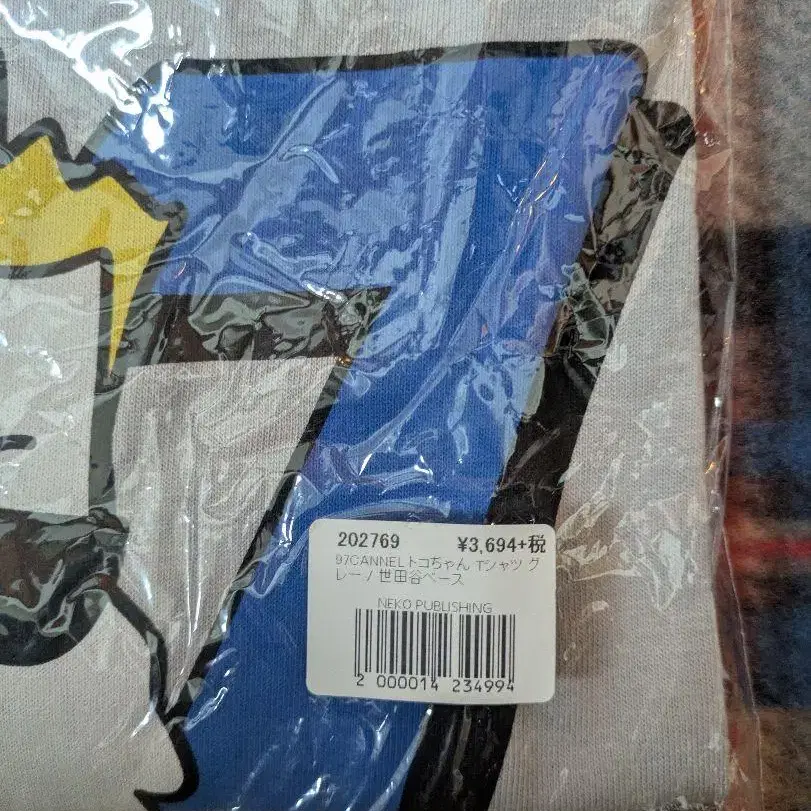 202769 ¥3,694+税
97CANNELトコちゃん Tシャツ グ
レー / 世田谷ベース
NEKO PUBLISHING
2 000014 234994
7